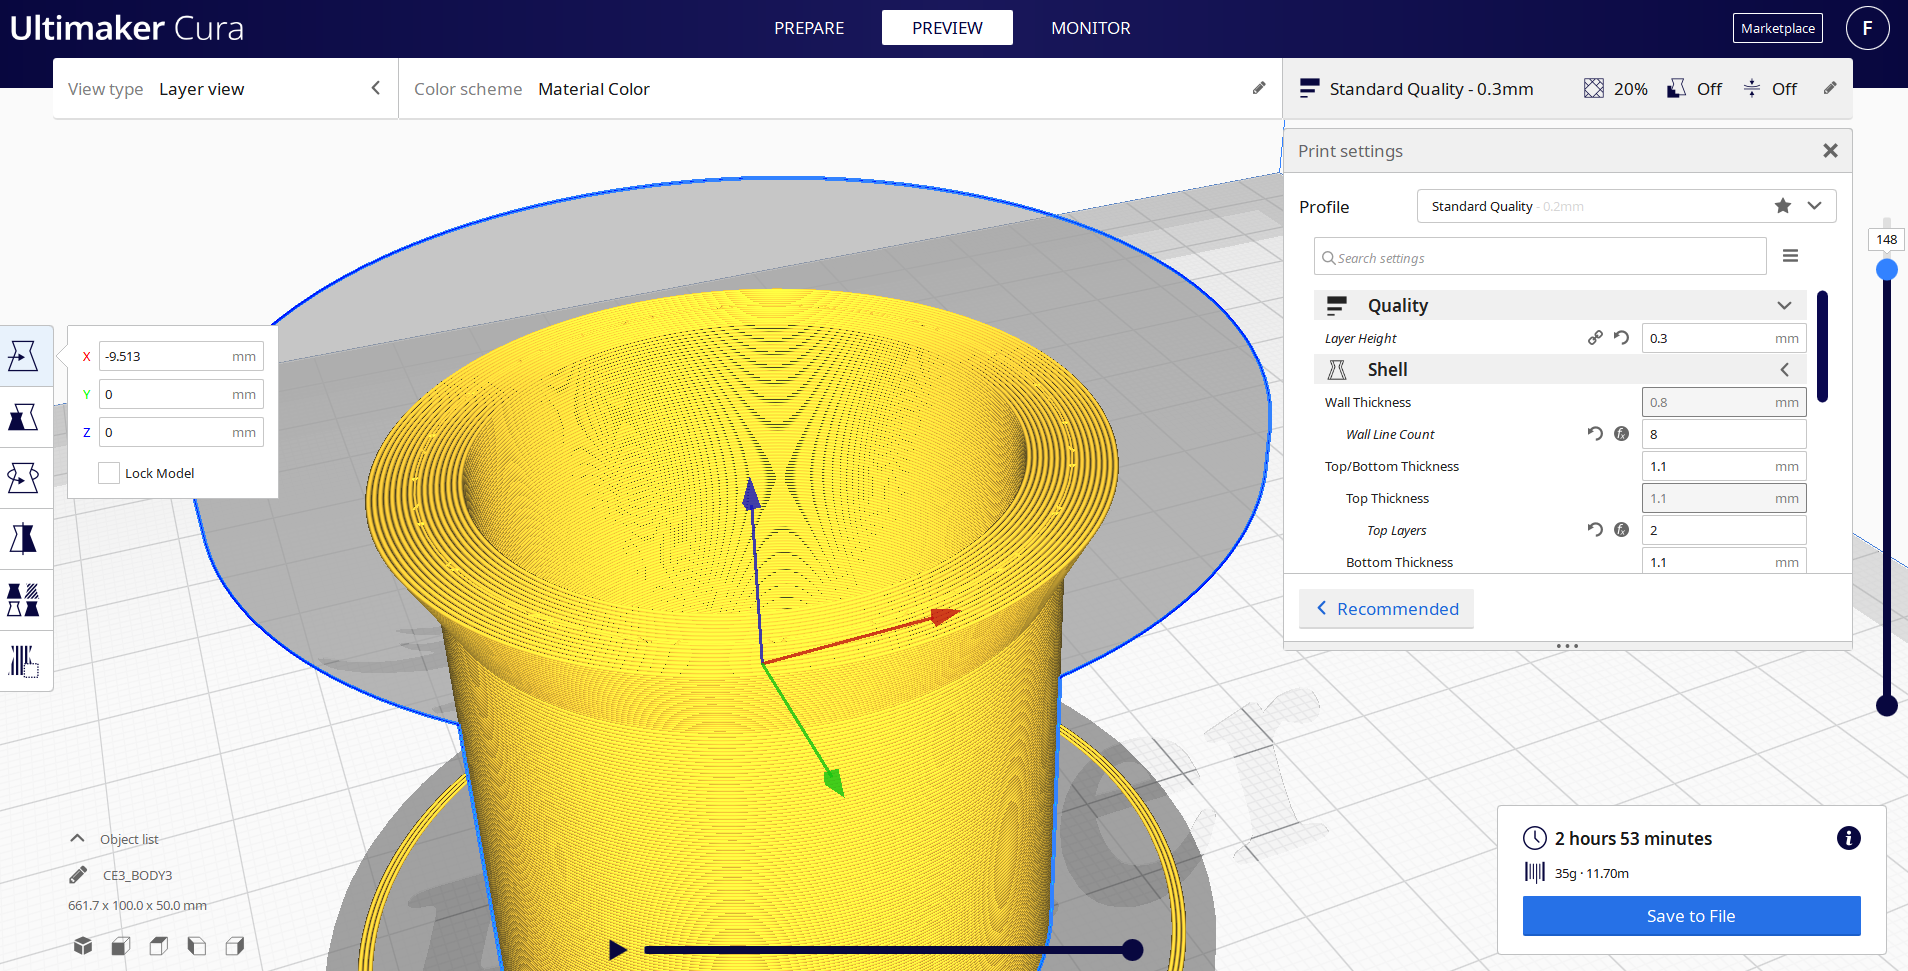 Ultimaker Cura
PREPARE
PREVIEW
MONITOR
Marketplace
F
View type Layer view
Color scheme Material Color
Standard Quality - 0.3mm
20%
Off
Off
Print settings
Profile
Standard Quality - 0.2mm
Search settings
148
Quality
Layer Height
0.3 mm
Shell
Wall Thickness
0.8 mm
Wall Line Count
8
Top/Bottom Thickness
1.1 mm
Top Thickness
1.1 mm
Top Layers
2
Bottom Thickness
1.1 mm
Recommended
X -9.513 mm
Y 0 mm
Z 0 mm
Lock Model
Object list
CE3_BODY3
661.7 x 100.0 x 50.0 mm
2 hours 53 minutes
35g · 11.70m
Save to File